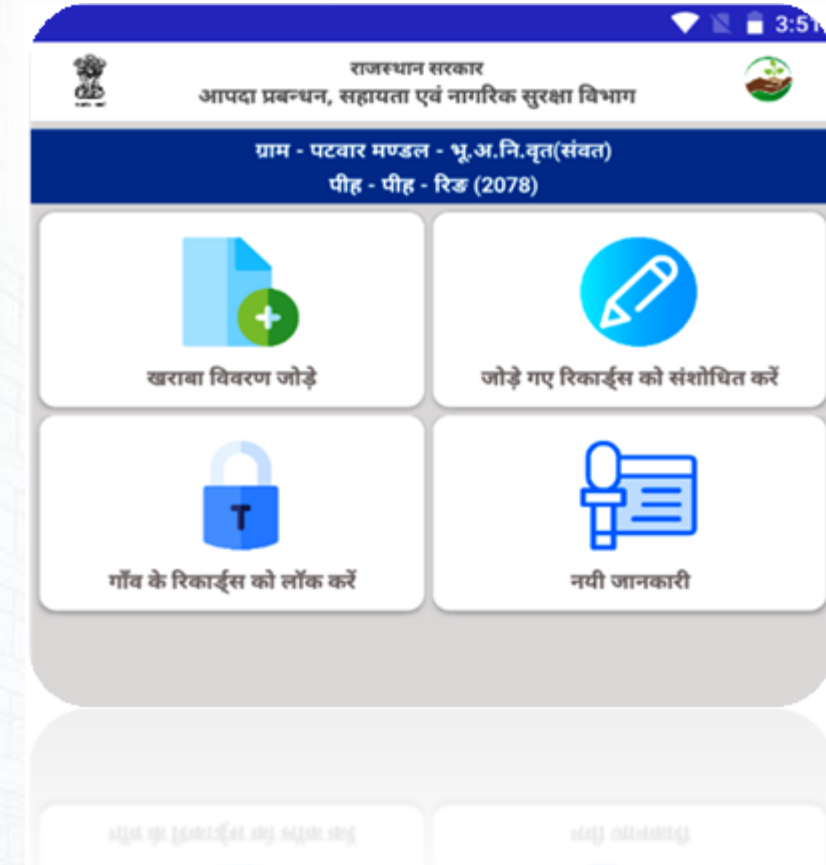 3:51
राजस्थान सरकार
आपदा प्रबन्धन, सहायता एवं नागरिक सुरक्षा विभाग
ग्राम - पटवार मण्डल - भू.अ.नि.वृत(संवत)
पीह - पीह - रिड (2078)
खराबा विवरण जोड़े
जोड़े गए रिकार्ड्स को संशोधित करें
T
गाँव के रिकार्ड्स को लॉक करें
नयी जानकारी